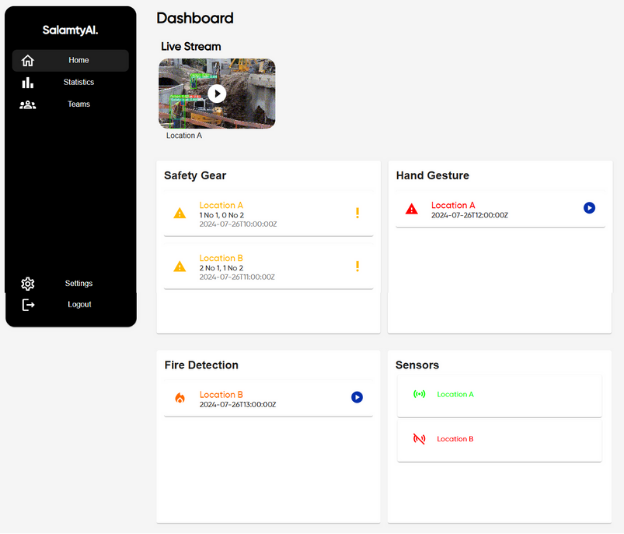 SalamtyAI.
Home
Statistics
Teams
Settings
Logout
Dashboard
Live Stream
Location A
Safety Gear
Location A
1 No 1, 0 No 2
2024-07-26T10:00:00Z
Location B
2 No 1, 1 No 2
2024-07-26T11:00:00Z
Hand Gesture
Location A
2024-07-26T12:00:00Z
Fire Detection
Location B
2024-07-26T13:00:00Z
Sensors
Location A
Location B